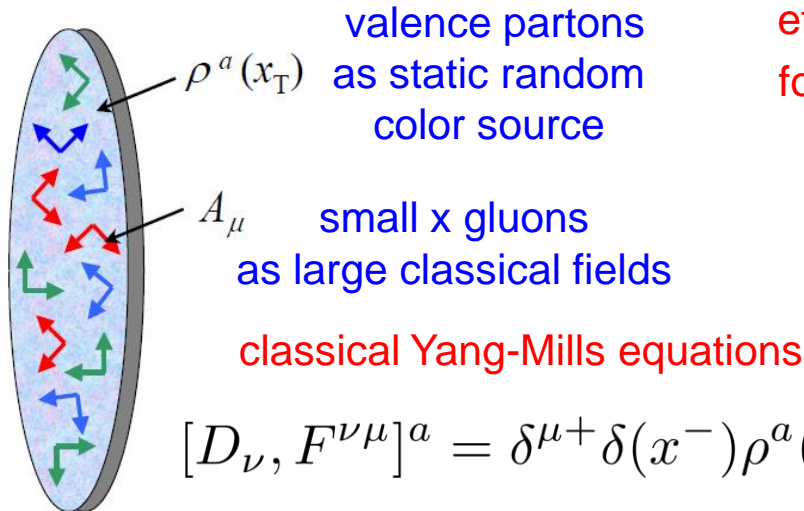 valence partons
ρ^a(x_T) as static random
color source
A_μ small x gluons
as large classical fields
classical Yang-Mills equations
[D_ν, F^{νμ}]^a = δ^{μ+}δ(x^-)ρ^a(